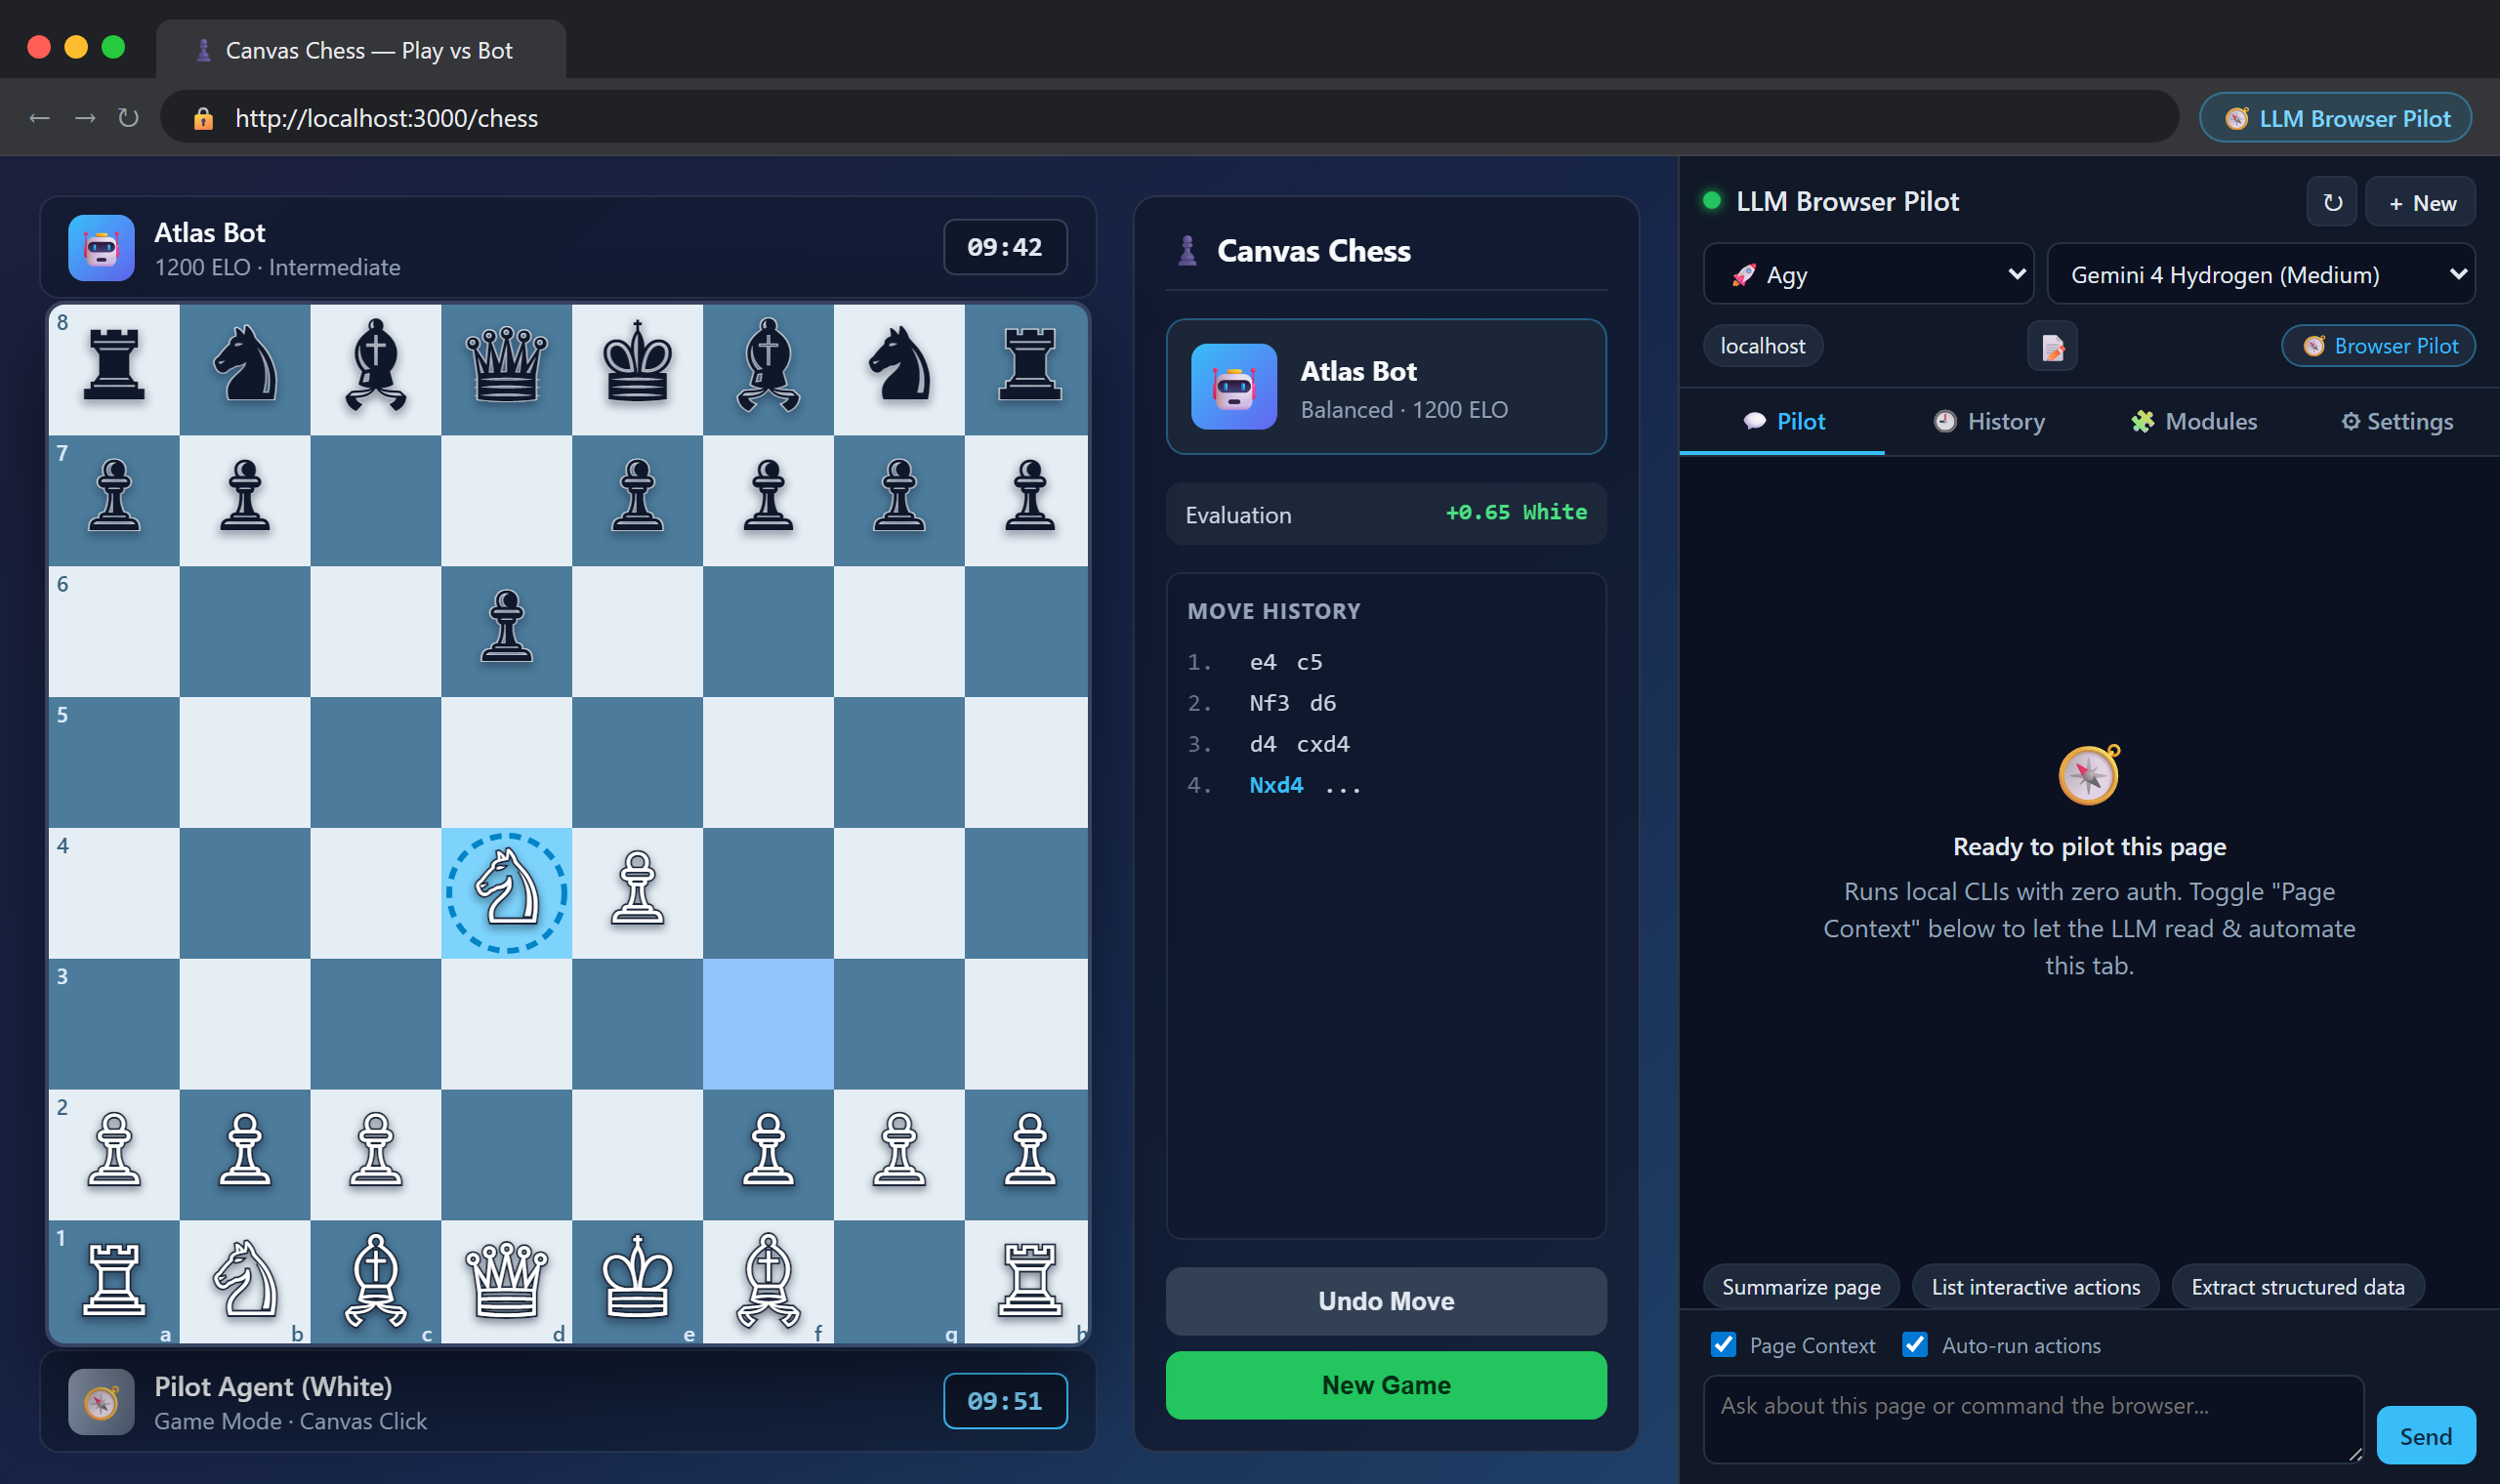 Canvas Chess — Play vs Bot
http://localhost:3000/chess
LLM Browser Pilot
Atlas Bot
1200 ELO · Intermediate
09:42
8
7
6
5
4
3
2
1
a b c d e f g h
Pilot Agent (White)
Game Mode · Canvas Click
09:51
Canvas Chess
Atlas Bot
Balanced · 1200 ELO
Evaluation +0.65 White
MOVE HISTORY
1. e4 c5
2. Nf3 d6
3. d4 cxd4
4. Nxd4 ...
Undo Move
New Game
LLM Browser Pilot
↻ + New
Agy
Gemini 4 Hydrogen (Medium)
localhost
Browser Pilot
Pilot History Modules Settings
Ready to pilot this page
Runs local CLIs with zero auth. Toggle "Page
Context" below to let the LLM read & automate
this tab.
Summarize page List interactive actions Extract structured data
Page Context Auto-run actions
Ask about this page or command the browser...
Send